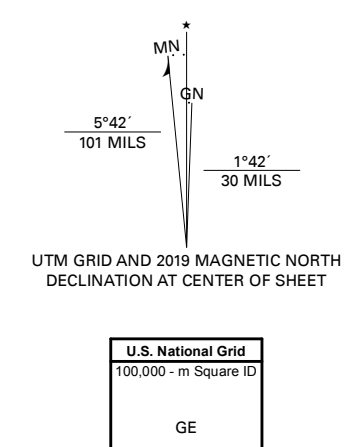 ★
MN
GN
5°42´
101 MILS
1°42´
30 MILS
UTM GRID AND 2019 MAGNETIC NORTH
DECLINATION AT CENTER OF SHEET
U.S. National Grid
100,000 - m Square ID
GE